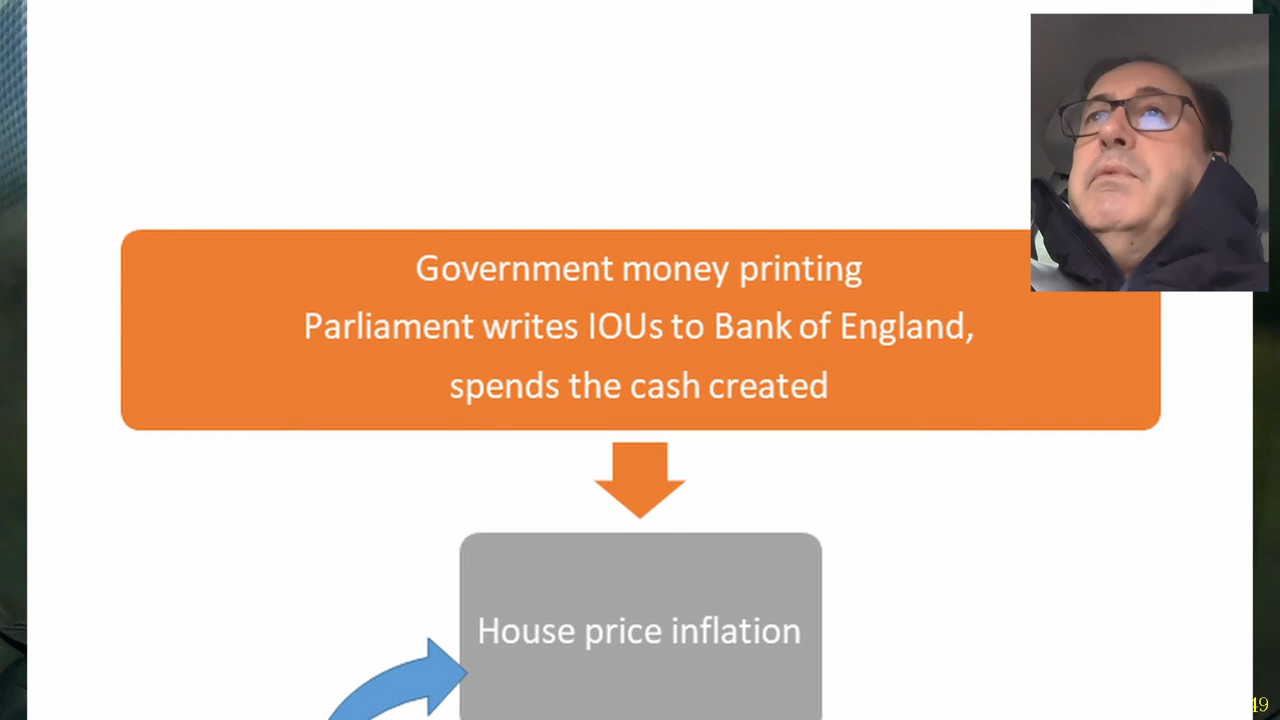 Government money printing
Parliament writes IOUs to Bank of England,
spends the cash created
House price inflation
49